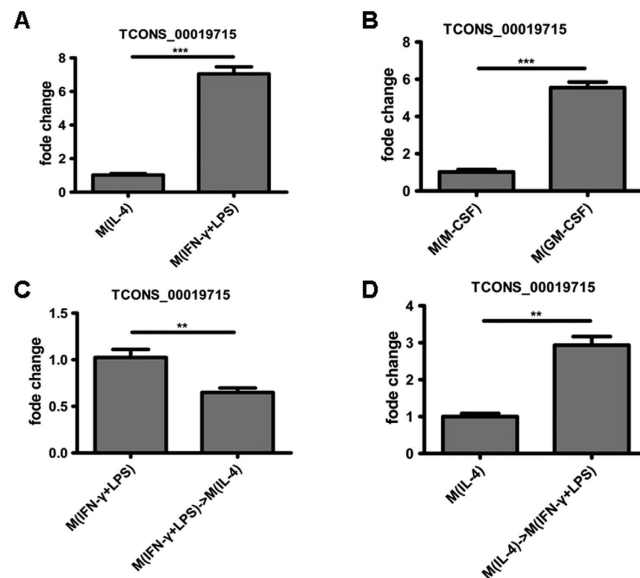 A
TCONS_00019715
***
fode change
8
6
4
2
0
M(IL-4)
M(IFN-γ+LPS)
B
TCONS_00019715
***
fode change
8
6
4
2
0
M(M-CSF)
M(GM-CSF)
C
TCONS_00019715
**
fode change
1.5
1.0
0.5
0.0
M(IFN-γ+LPS)
M(IFN-γ+LPS)->M(IL-4)
D
TCONS_00019715
**
fode change
4
3
2
1
0
M(IL-4)
M(IL-4)->M(IFN-γ+LPS)